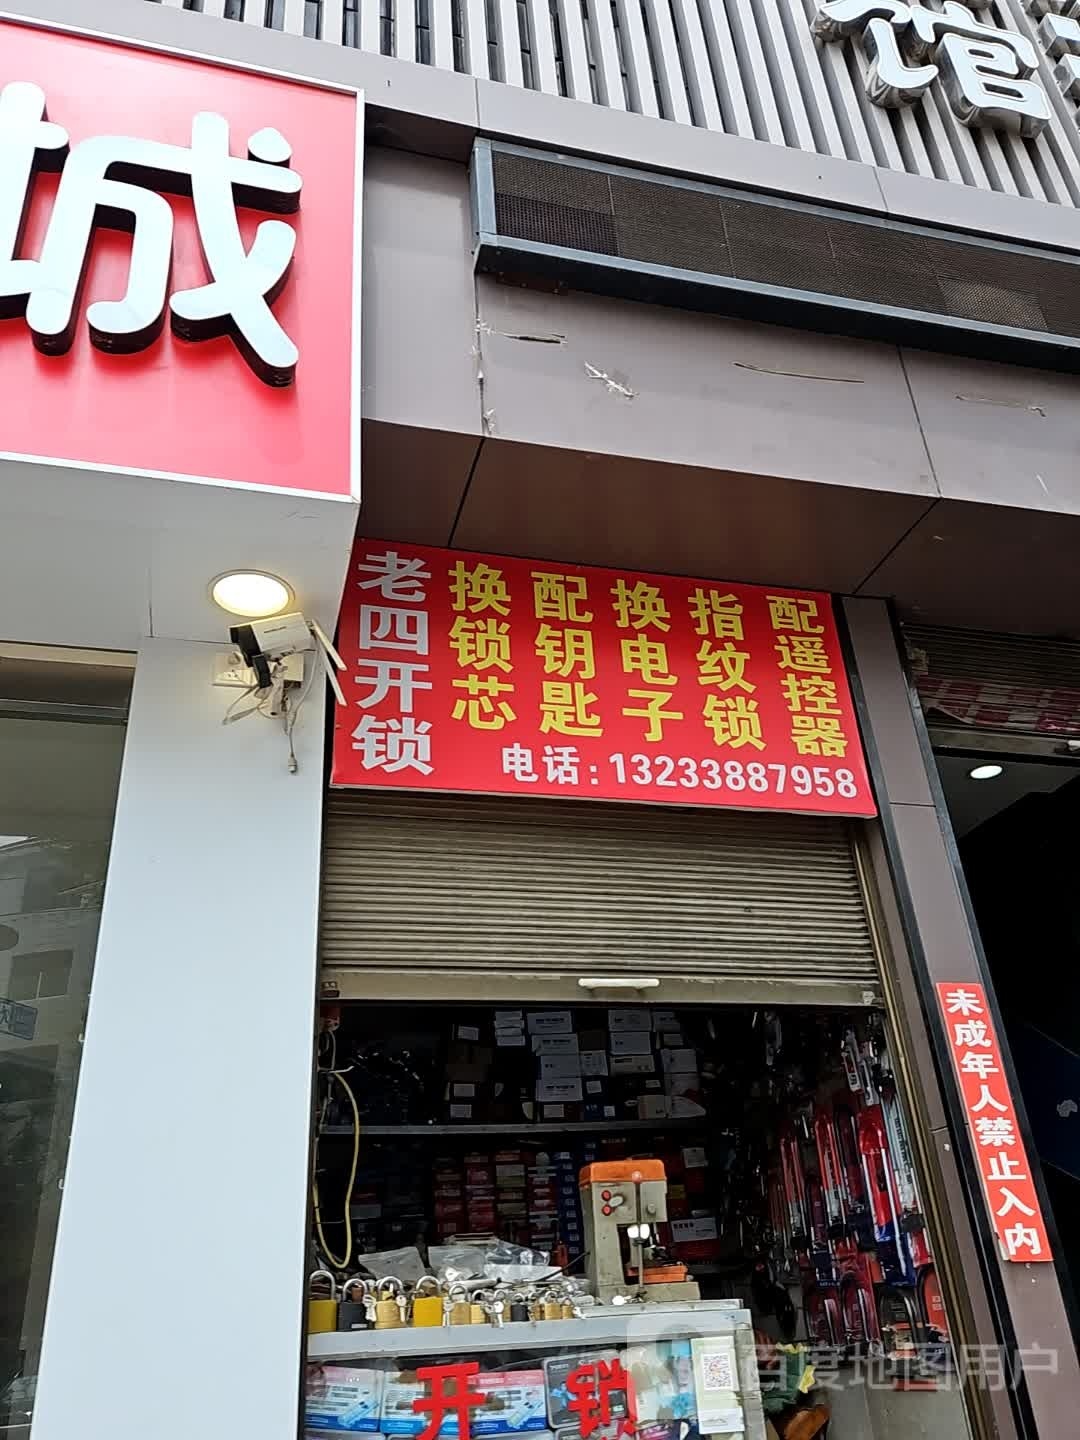 馆
城
老四开锁
换锁芯
配钥匙
换电子
指纹锁
配遥控器
电话:13233887958
未成年人禁止入内
开锁
百度地图用户